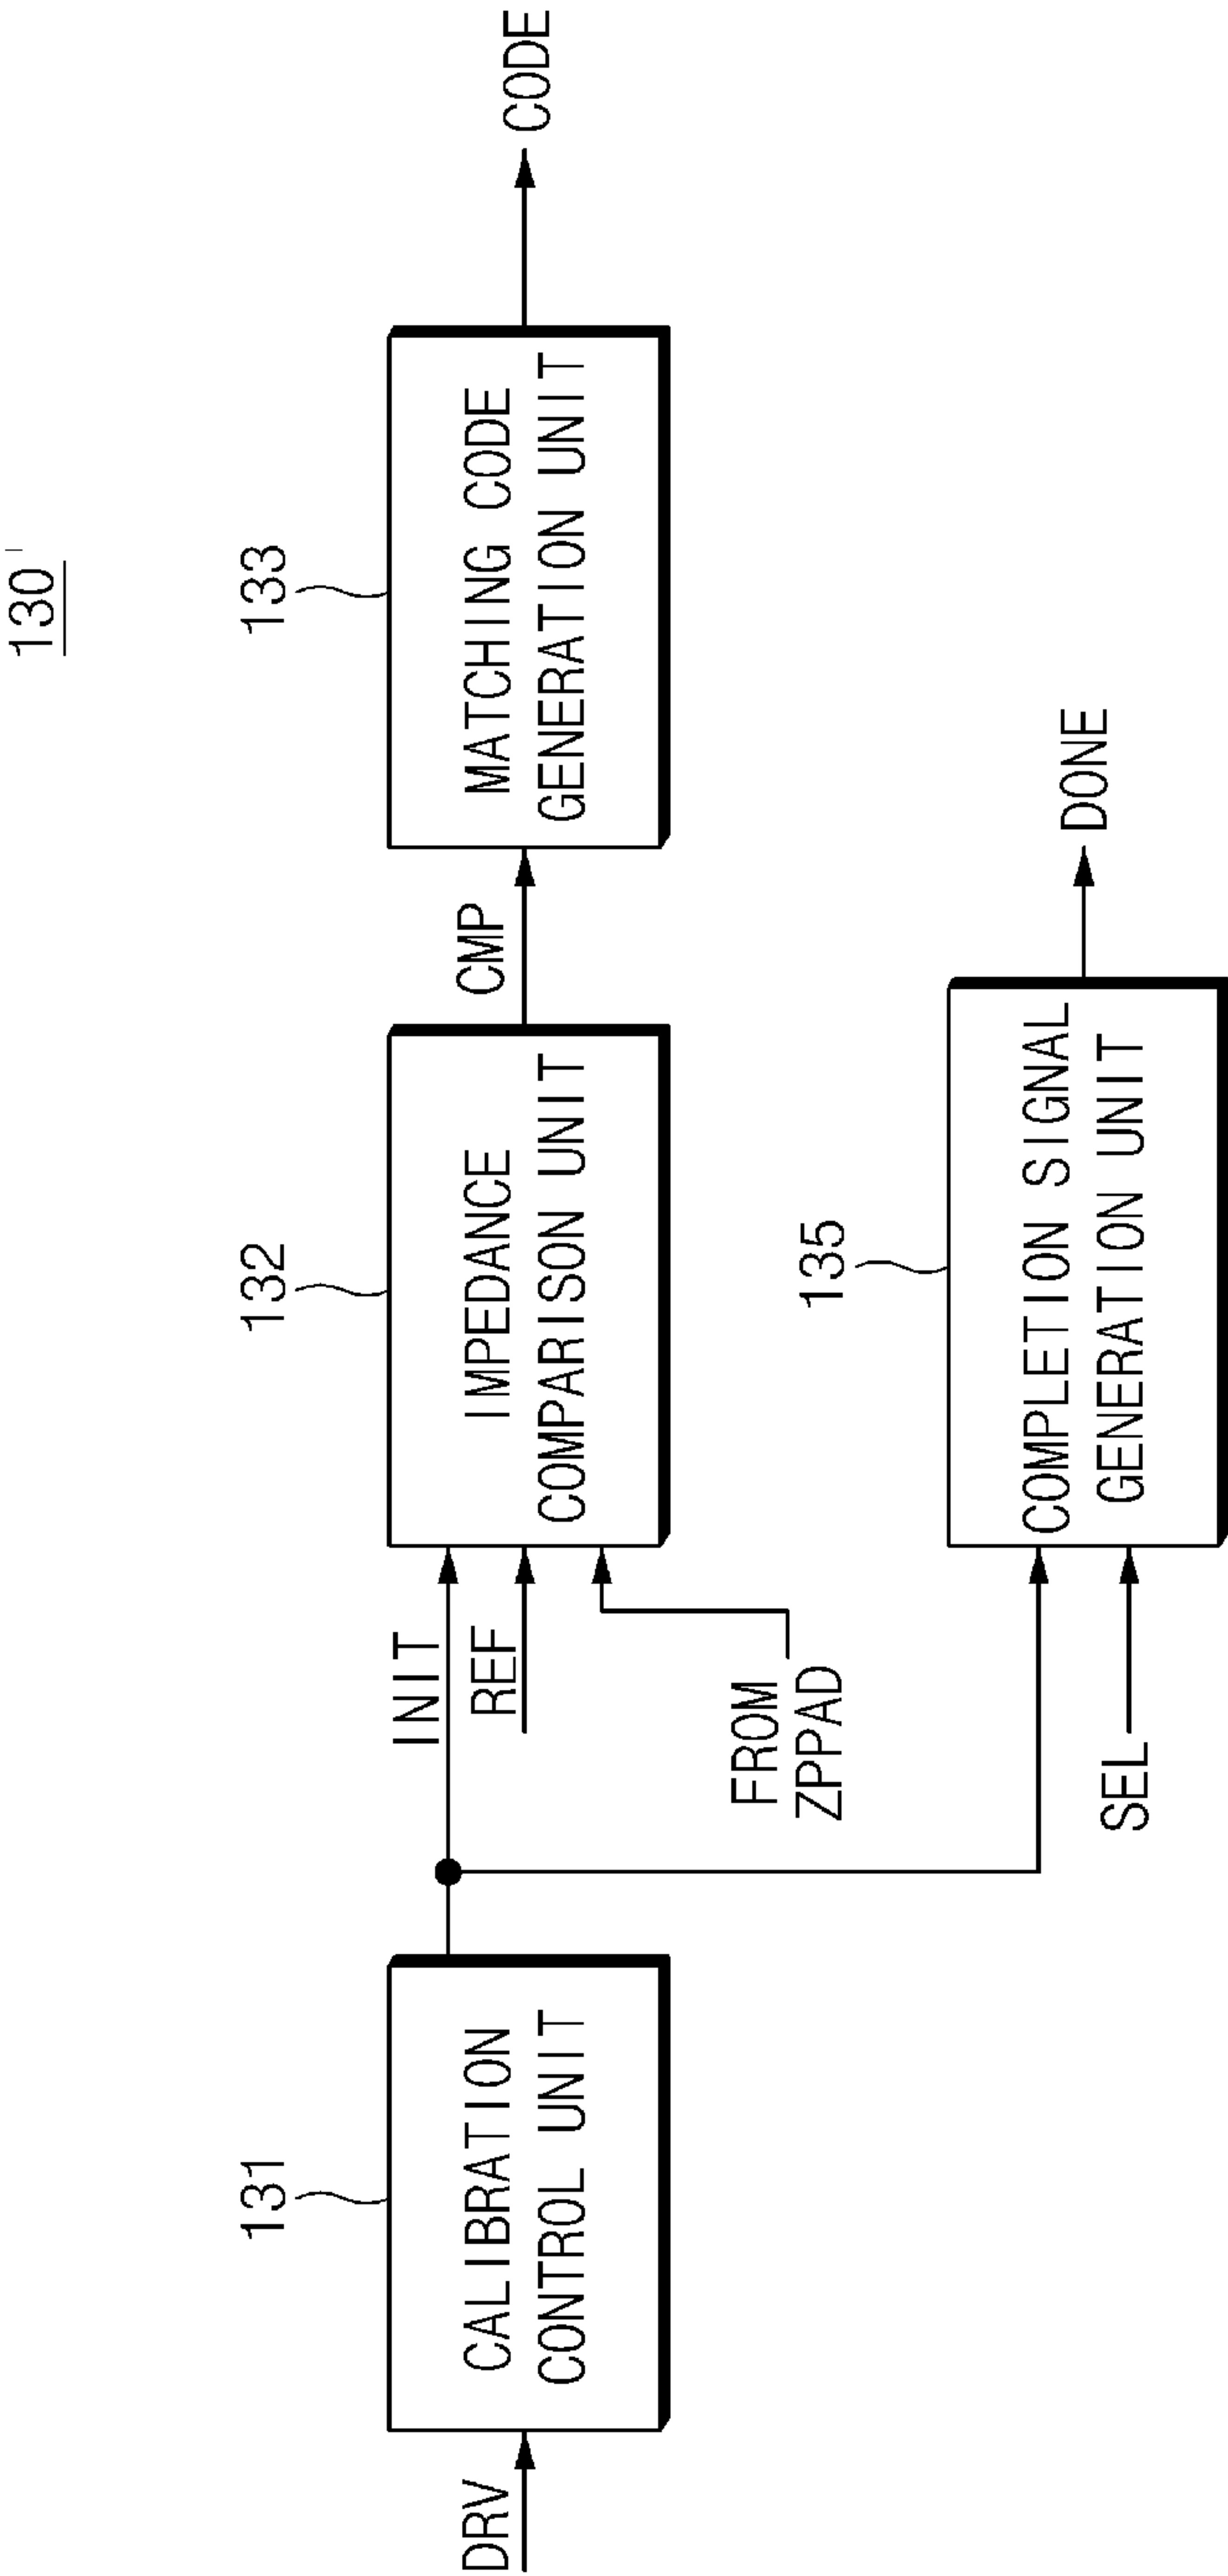 130'
131
CALIBRATION
CONTROL UNIT
DRV
INIT
REF
FROM
ZPPAD
132
IMPEDANCE
COMPARISON UNIT
CMP
133
MATCHING CODE
GENERATION UNIT
CODE
SEL
135
COMPLETION SIGNAL
GENERATION UNIT
DONE